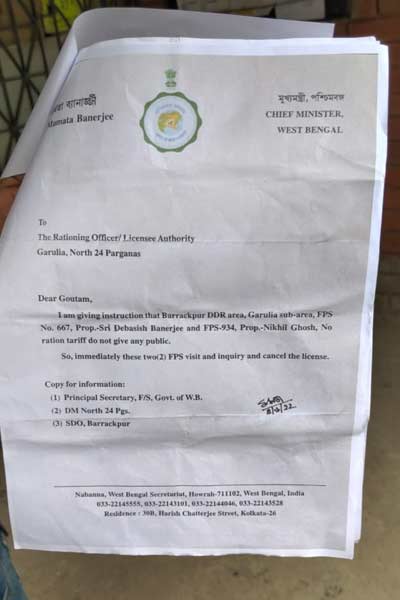 ব্যানার্জ্জী
Mamata Banerjee
মুখ্যমন্ত্রী, পশ্চিমবঙ্গ
CHIEF MINISTER,
WEST BENGAL
To
The Rationing Officer/ Licensee Authority
Garulia, North 24 Parganas
Dear Goutam,
I am giving instruction that Barrackpur DDR area, Garulia sub-area, FPS
No. 667, Prop.-Sri Debasish Banerjee and FPS-934, Prop.-Nikhil Ghosh, No
ration tariff do not give any public.
So, immediately these two(2) FPS visit and inquiry and cancel the license.
Copy for information:
(1) Principal Secretary, F/S, Govt. of W.B.
(2) DM North 24 Pgs.
(3) SDO, Barrackpur
Nabanna, West Bengal Secretariat, Howrah-711102, West Bengal, India
033-22145555, 033-22143101, 033-22144046, 033-22143528
Residence : 30B, Harish Chatterjee Street, Kolkata-26